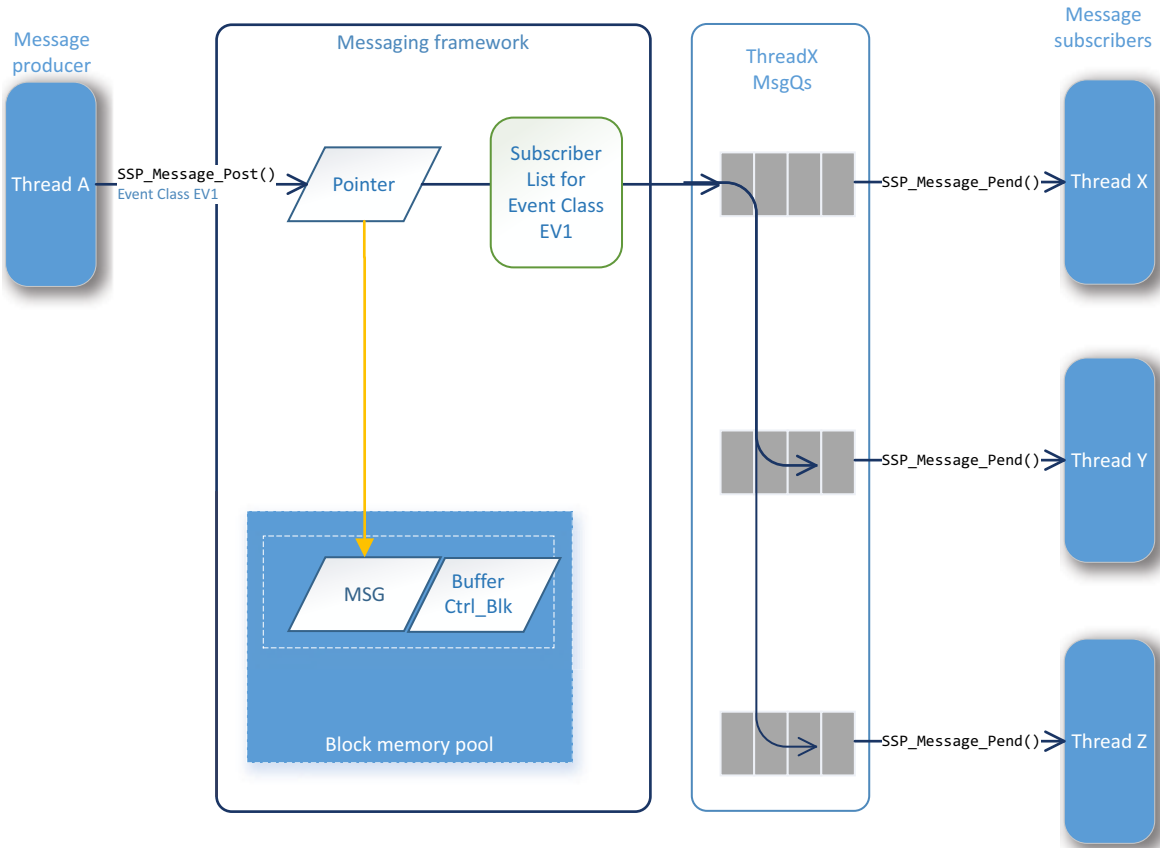 Message
producer
Messaging framework
ThreadX
MsgQs
Message
subscribers
Thread A
SSP_Message_Post()
Event Class EV1
Pointer
Subscriber
List for
Event Class
EV1
SSP_Message_Pend()
Thread X
SSP_Message_Pend()
Thread Y
MSG
Buffer
Ctrl_Blk
Block memory pool
SSP_Message_Pend()
Thread Z